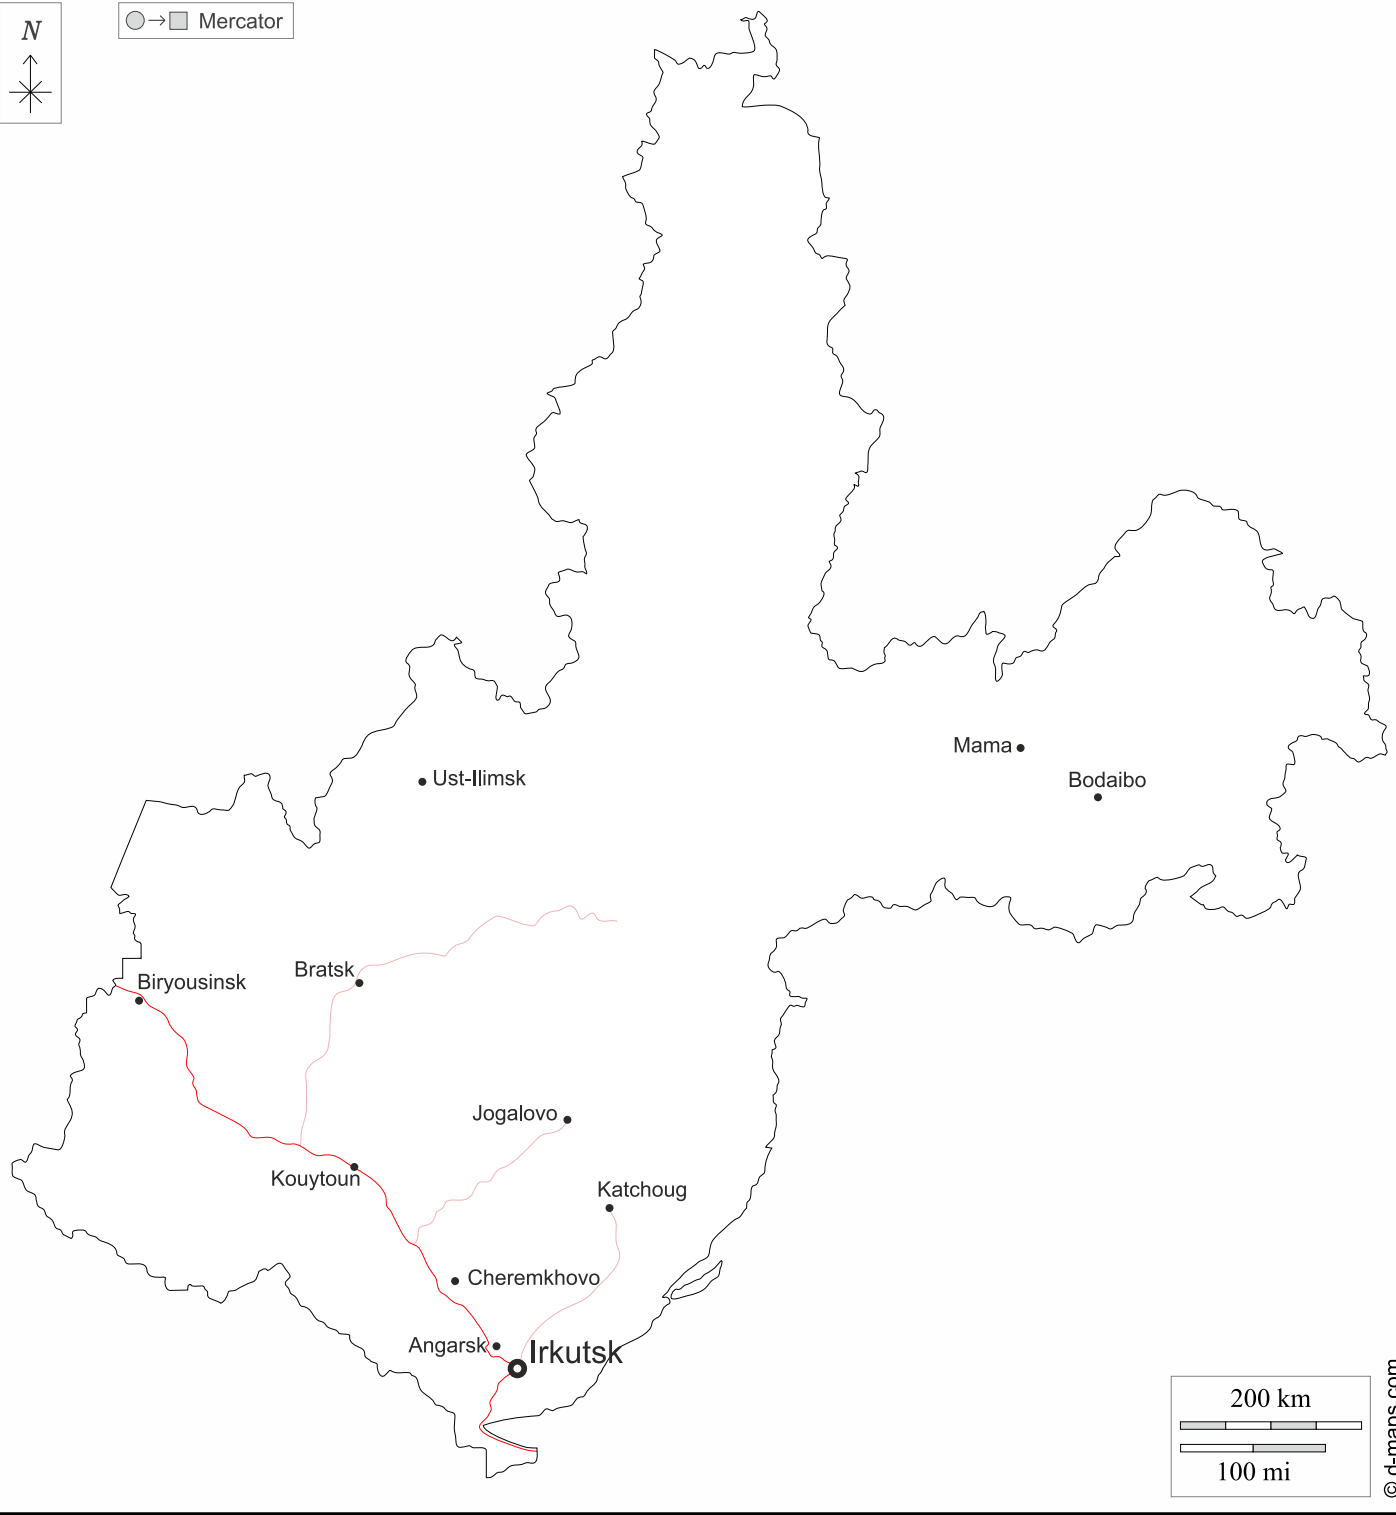 N
Mercator
Mama
Ust-Ilimsk
Bodaibo
Bratsk
Biryousinsk
Jogalovo
Kouytoun
Katchoug
Cheremkhovo
Angarsk
Irkutsk
200 km
100 mi
© d-maps.com